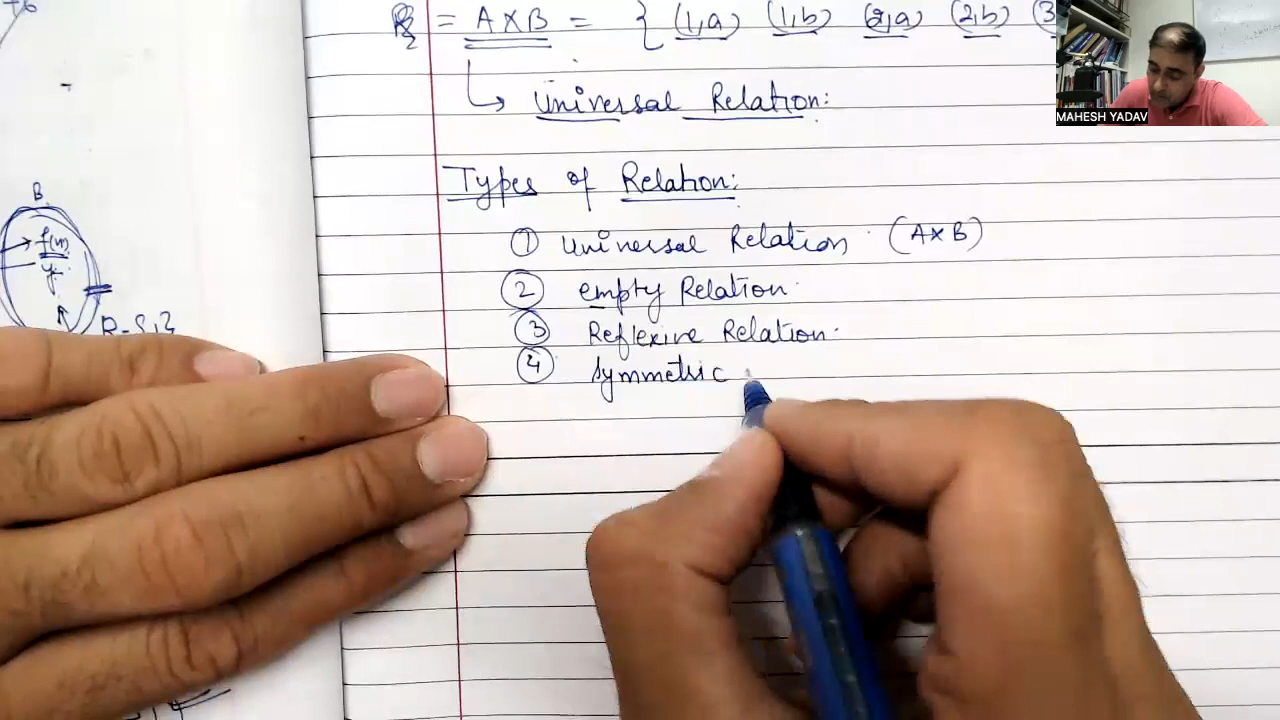 = A×B = { (1,a) (1,b) (2,a) (2,b) (3
MAHESH YADAV
→ Universal Relation:
Types of Relation:
① Universal Relation (A×B)
② empty Relation
③ Reflexive Relation
④ Symmetric
B
f(x)
y